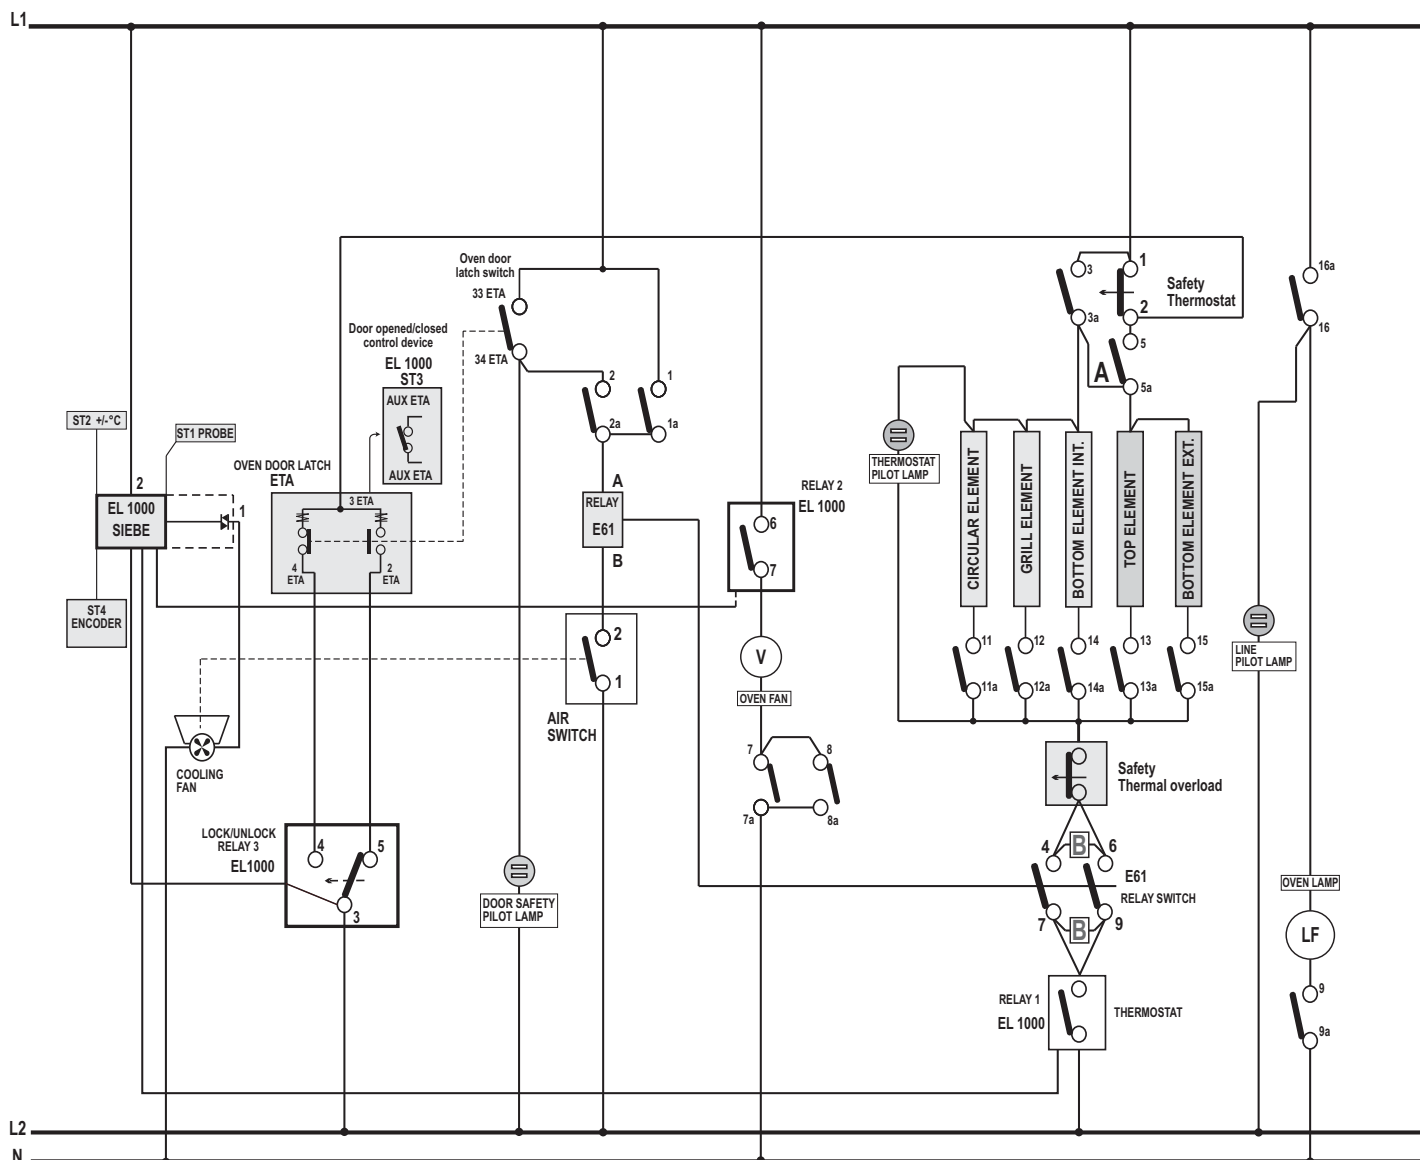 L1
16a
3
1
Safety
Thermostat
2
3a
16
5
A
5a
Oven door
latch switch
33 ETA
34 ETA
Door opened/closed
control device
EL 1000
ST3
AUX ETA
AUX ETA
2
1
2a
1a
ST2 +/-°C
ST1 PROBE
OVEN DOOR LATCH
ETA
3 ETA
4
ETA
2
ETA
2
EL 1000
SIEBE
1
ST4
ENCODER
A
RELAY
E61
B
RELAY 2
EL 1000
6
7
THERMOSTAT
PILOT LAMP
CIRCULAR ELEMENT
GRILL ELEMENT
BOTTOM ELEMENT INT.
TOP ELEMENT
BOTTOM ELEMENT EXT.
11
12
14
13
15
11a
12a
14a
13a
15a
LINE
PILOT LAMP
2
1
AIR
SWITCH
V
OVEN FAN
7
8
7a
8a
COOLING
FAN
Safety
Thermal overload
LOCK/UNLOCK
RELAY 3
EL1000
4
5
3
DOOR SAFETY
PILOT LAMP
4
B
6
E61
RELAY SWITCH
7
B
9
OVEN LAMP
LF
RELAY 1
EL 1000
THERMOSTAT
9
9a
L2
N